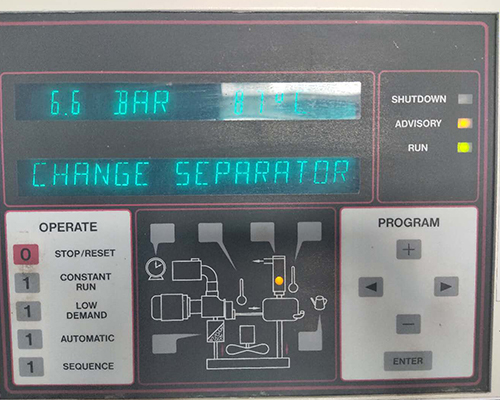 6.6 BAR
CHANGE SEPARATOR
SHUTDOWN
ADVISORY
RUN
OPERATE
0 STOP/RESET
1 CONSTANT
RUN
1 LOW
DEMAND
1 AUTOMATIC
1 SEQUENCE
PROGRAM
+
−
ENTER